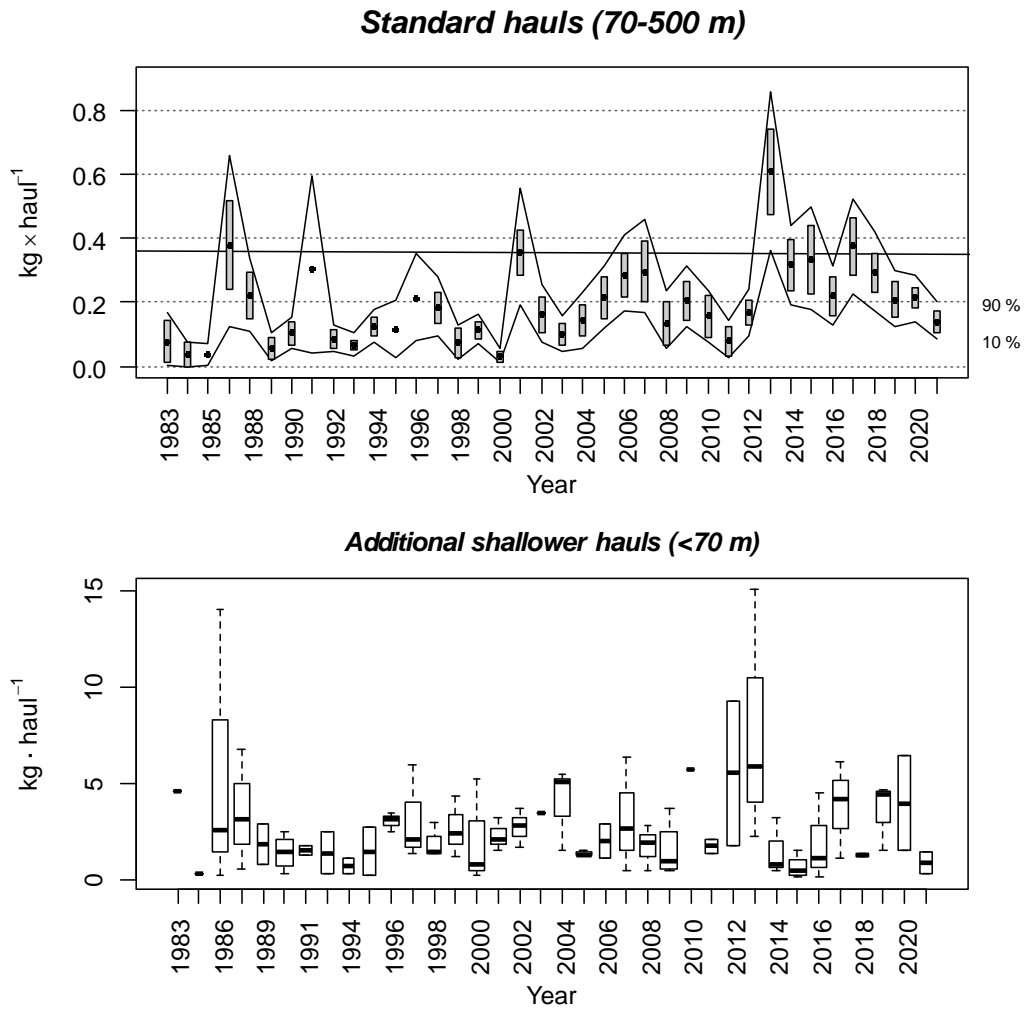 Standard hauls (70-500 m)
kg × haul⁻¹
0.8
0.6
0.4
0.2
0.0
90 %
10 %
1983 1985 1988 1990 1992 1994 1996 1998 2000 2002 2004 2006 2008 2010 2012 2014 2016 2018 2020
Year
Additional shallower hauls (<70 m)
kg · haul⁻¹
15
10
5
0
1983 1986 1989 1991 1994 1996 1998 2000 2002 2004 2006 2008 2010 2012 2014 2016 2018 2020
Year